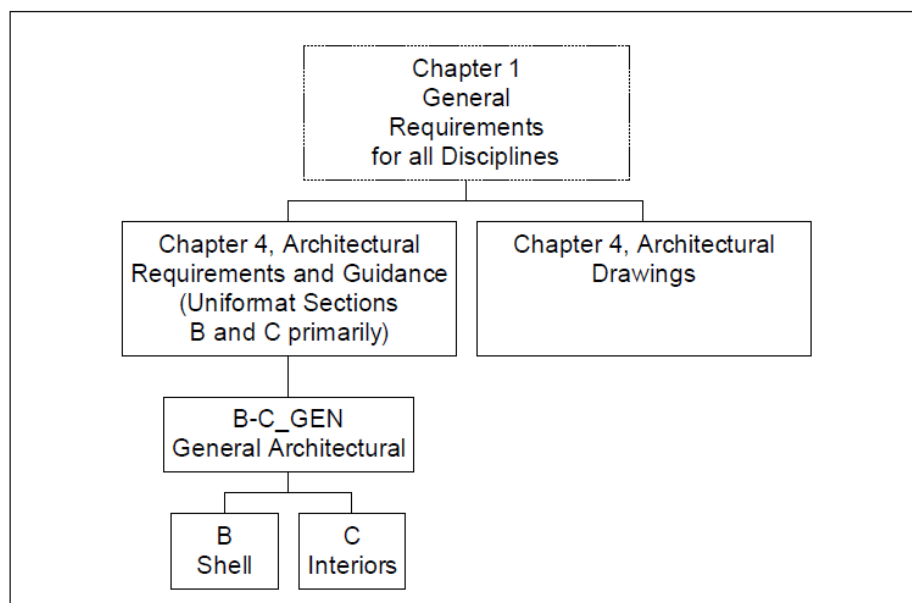 Chapter 1
General
Requirements
for all Disciplines
Chapter 4, Architectural
Requirements and Guidance
(Uniformat Sections
B and C primarily)
Chapter 4, Architectural
Drawings
B-C_GEN
General Architectural
B
Shell
C
Interiors